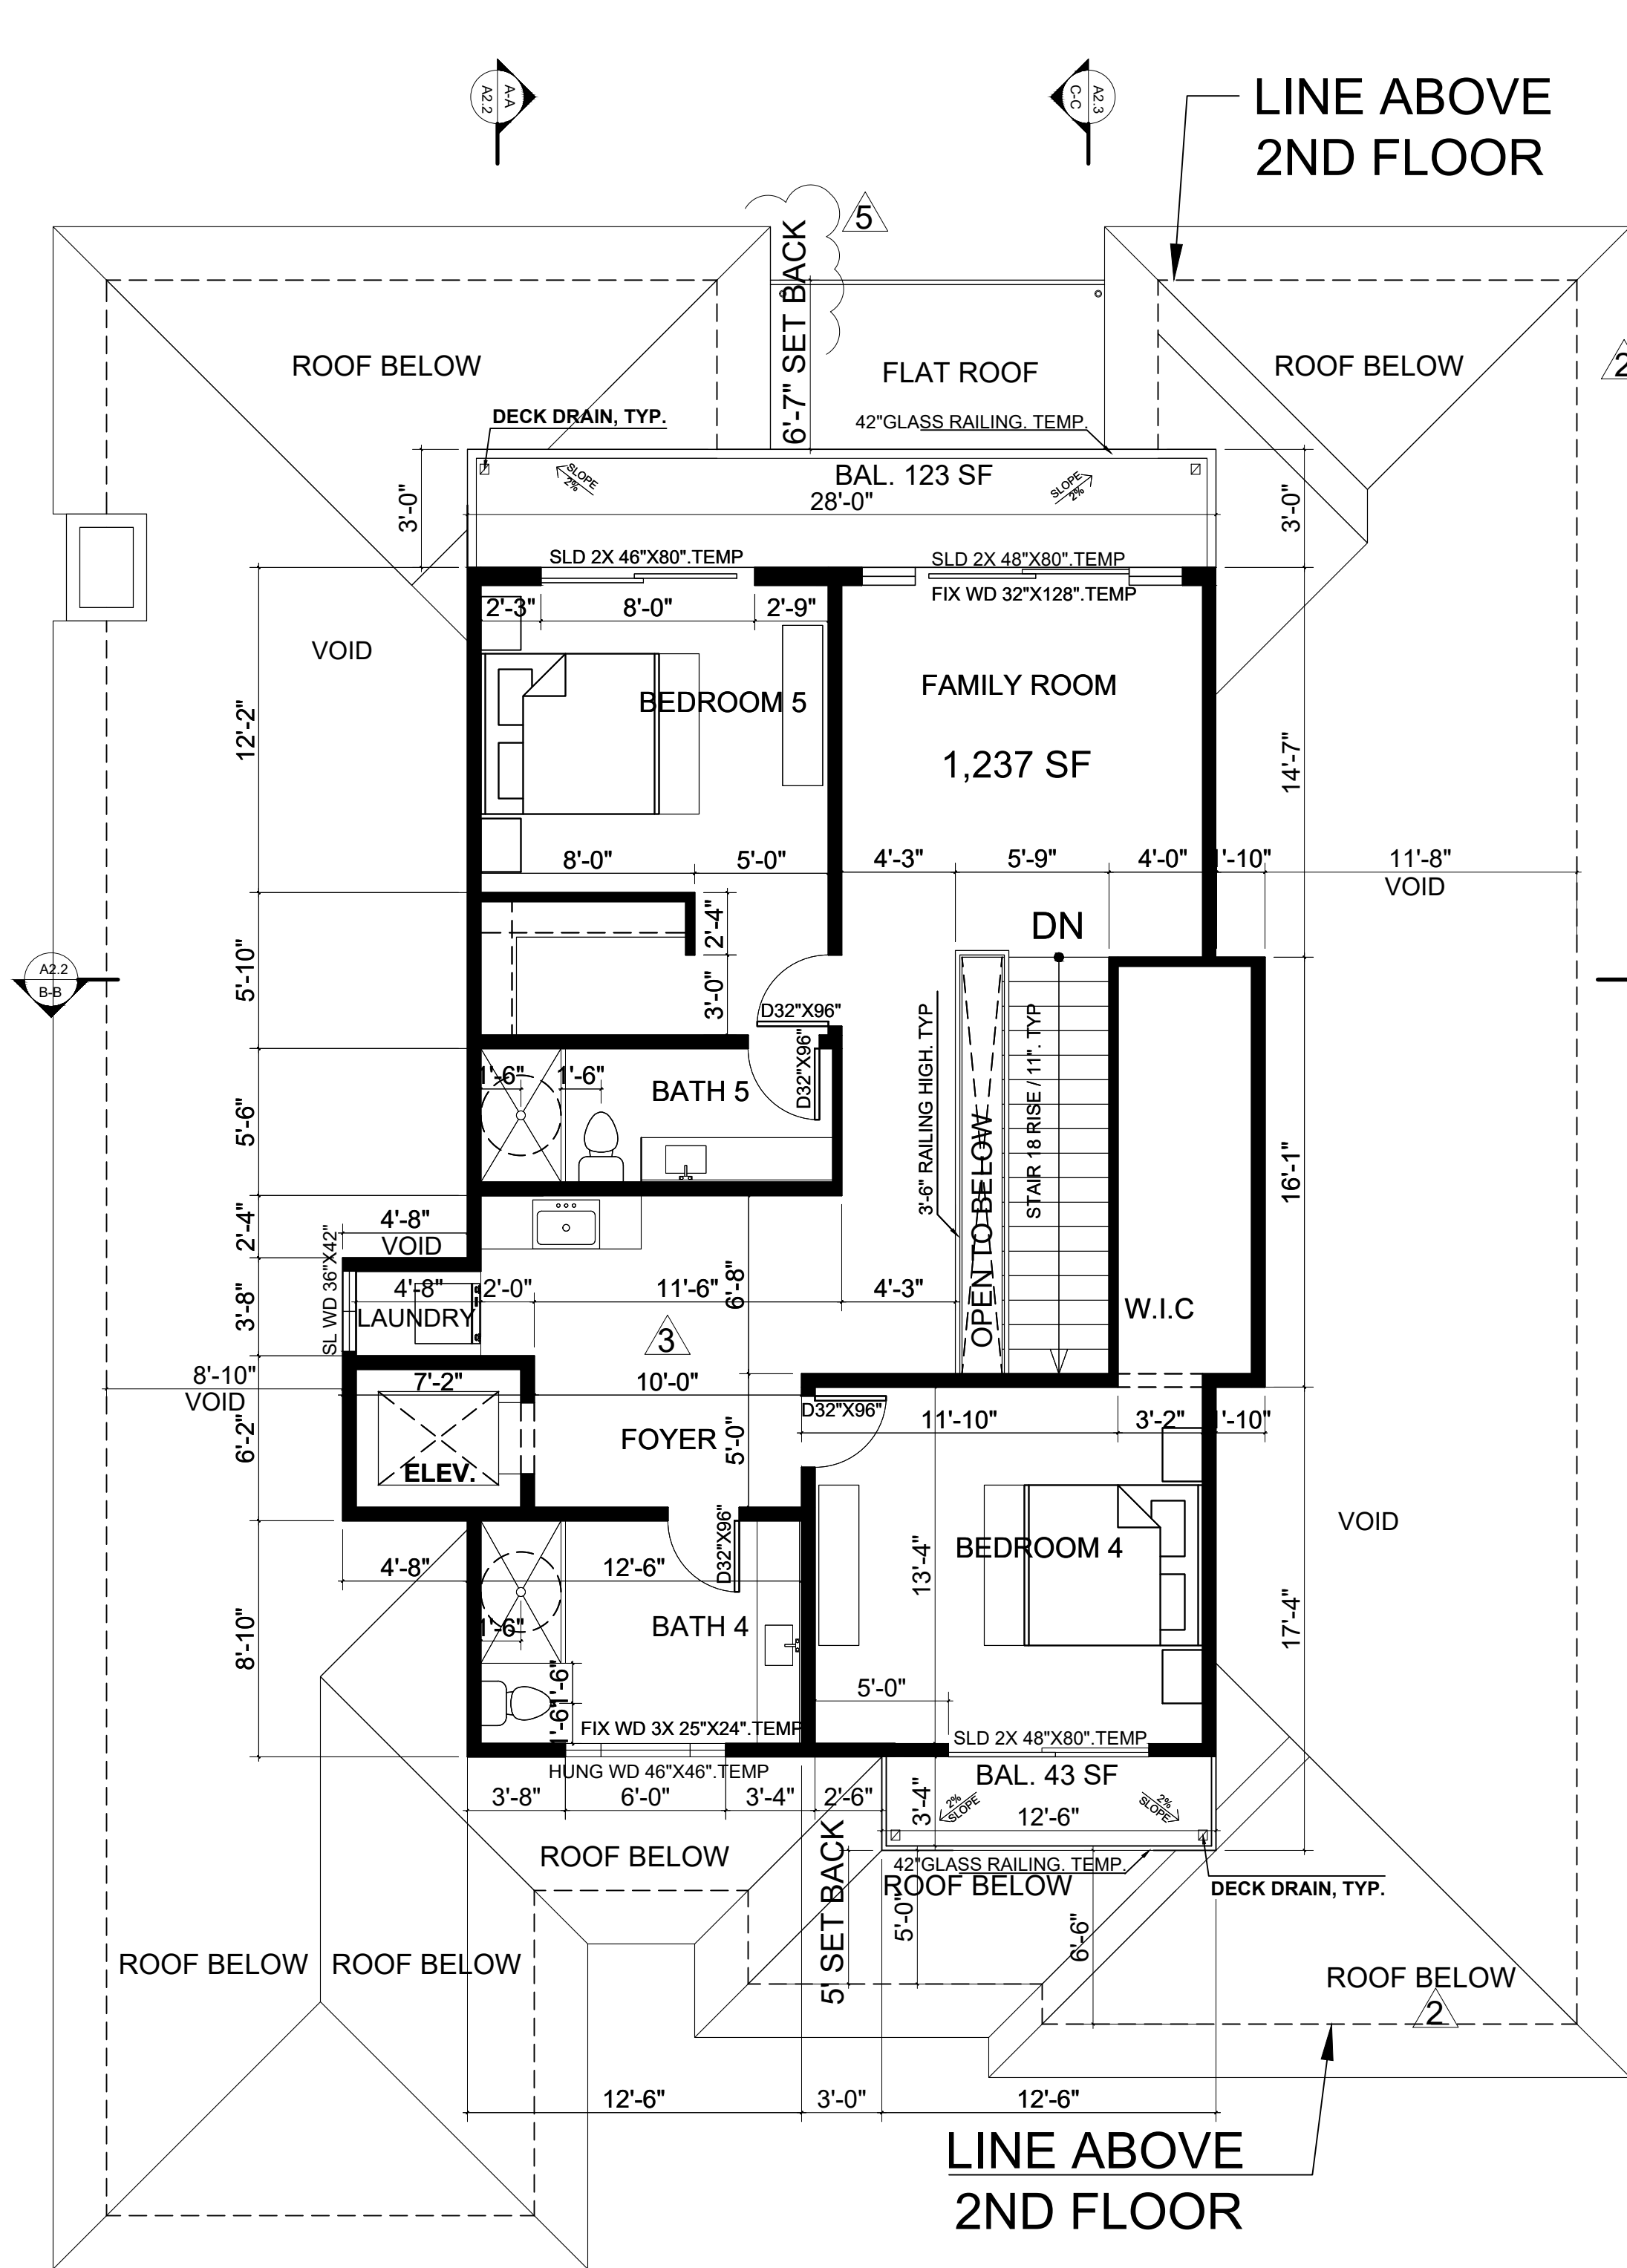 A-A
A2.2
A2.3
C-C
LINE ABOVE
2ND FLOOR
5
6'-7" SET BACK
ROOF BELOW
FLAT ROOF
ROOF BELOW
2
DECK DRAIN, TYP.
42"GLASS RAILING. TEMP.
SLOPE
2%
BAL. 123 SF
SLOPE
2%
28'-0"
3'-0"
3'-0"
SLD 2X 46"X80".TEMP
SLD 2X 48"X80".TEMP
FIX WD 32"X128".TEMP
2'-3"
8'-0"
2'-9"
VOID
BEDROOM 5
FAMILY ROOM
1,237 SF
12'-2"
14'-7"
8'-0"
5'-0"
4'-3"
5'-9"
4'-0"
1'-10"
11'-8"
VOID
2'-4"
DN
5'-10"
3'-0"
A2.2
B-B
D32"X96"
D32"X96"
3'-6" RAILING HIGH. TYP
STAIR 18 RISE / 11". TYP
OPEN TO BELOW
1'-6"
1'-6"
BATH 5
5'-6"
16'-1"
2'-4"
4'-8"
VOID
SL WD 36"X42"
3'-8"
4'-8"
2'-0"
11'-6"
6'-8"
4'-3"
LAUNDRY
3
W.I.C
8'-10"
VOID
7'-2"
10'-0"
D32"X96"
11'-10"
3'-2"
1'-10"
6'-2"
FOYER
5'-0"
ELEV.
VOID
4'-8"
12'-6"
D32"X96"
BEDROOM 4
13'-4"
8'-10"
1'-6"
BATH 4
17'-4"
1'-6"
1'-6"
5'-0"
FIX WD 3X 25"X24".TEMP
SLD 2X 48"X80".TEMP
HUNG WD 46"X46".TEMP
BAL. 43 SF
3'-8"
6'-0"
3'-4"
2'-6"
3'-4"
2%
SLOPE
12'-6"
2%
SLOPE
ROOF BELOW
5' SET BACK
42"GLASS RAILING. TEMP.
ROOF BELOW
DECK DRAIN, TYP.
5'-0"
6'-6"
ROOF BELOW
ROOF BELOW
ROOF BELOW
2
12'-6"
3'-0"
12'-6"
LINE ABOVE
2ND FLOOR